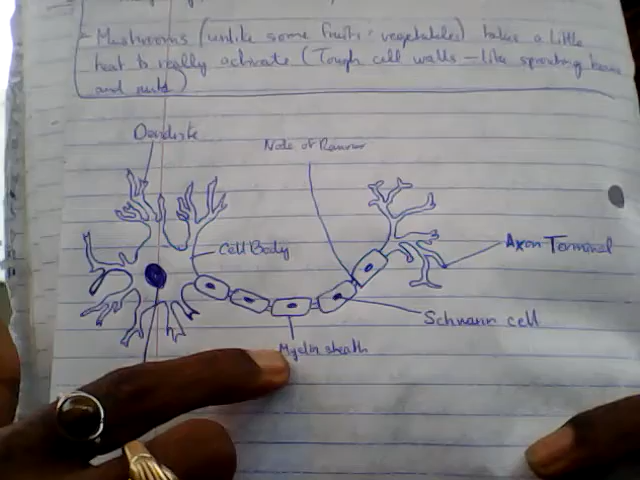 Mushrooms (unlike some fruits, vegetables) takes a little
heat to really activate (Tough cell walls - like sprouting beans
and nuts)
Dendrite
Node of Ranvier
Cell Body
Axon Terminal
Schwann cell
Myelin sheath